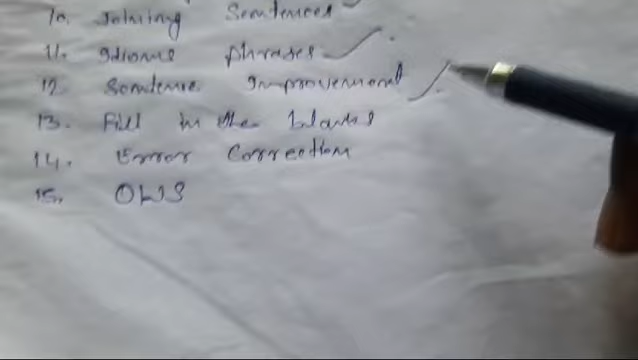 10. Joining Sentences
11. Idioms phrases
12. Sentence Improvement
13. Fill in the blanks
14. Error Correction
15. OWS